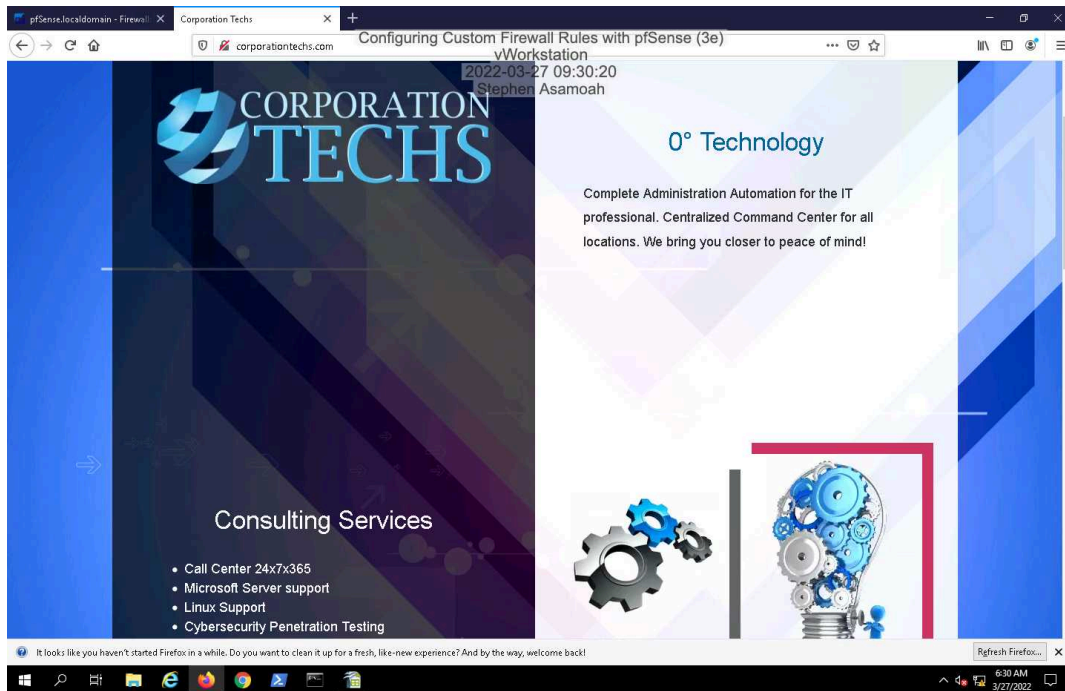 pfSense.localdomain - Firewall
Corporation Techs
corporationtechs.com
Configuring Custom Firewall Rules with pfSense (3e)
vWorkstation
2022-03-27 09:30:20
Stephen Asamoah
CORPORATION
TECHS
0° Technology
Complete Administration Automation for the IT
professional. Centralized Command Center for all
locations. We bring you closer to peace of mind!
Consulting Services
• Call Center 24x7x365
• Microsoft Server support
• Linux Support
• Cybersecurity Penetration Testing
It looks like you haven't started Firefox in a while. Do you want to clean it up for a fresh, like-new experience? And by the way, welcome back!
Refresh Firefox...
6:30 AM
3/27/2022